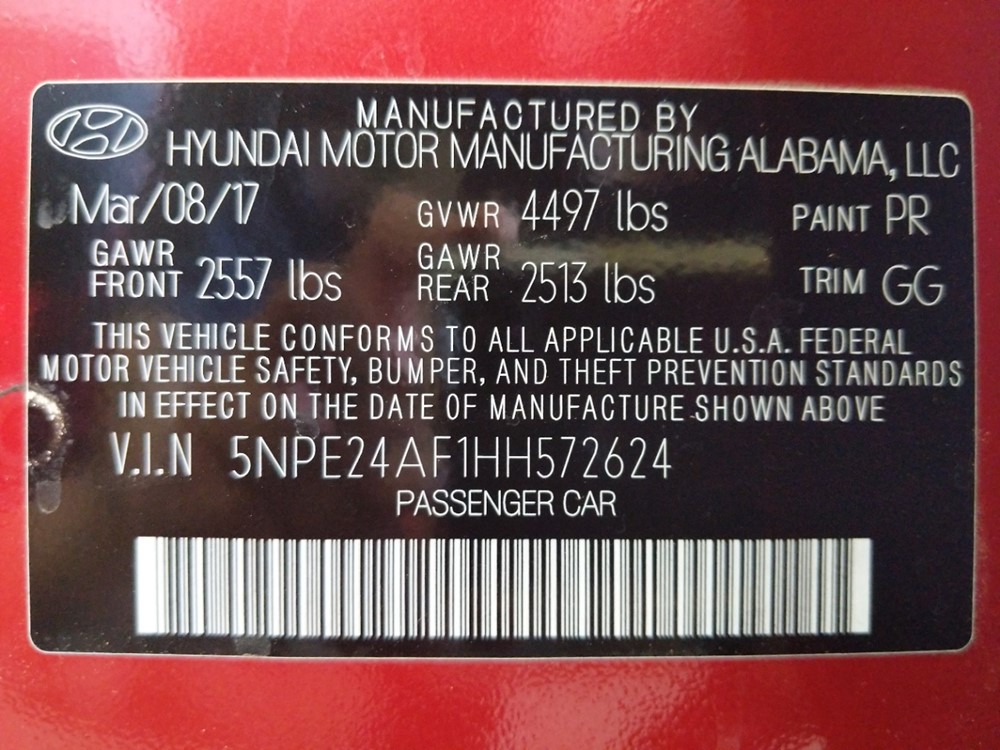 MANUFACTURED BY
HYUNDAI MOTOR MANUFACTURING ALABAMA, LLC
Mar/08/17 GVWR 4497 lbs PAINT PR
GAWR FRONT 2557 lbs GAWR REAR 2513 lbs TRIM GG
THIS VEHICLE CONFORMS TO ALL APPLICABLE U.S.A. FEDERAL
MOTOR VEHICLE SAFETY, BUMPER, AND THEFT PREVENTION STANDARDS
IN EFFECT ON THE DATE OF MANUFACTURE SHOWN ABOVE
V.I.N 5NPE24AF1HH572624
PASSENGER CAR